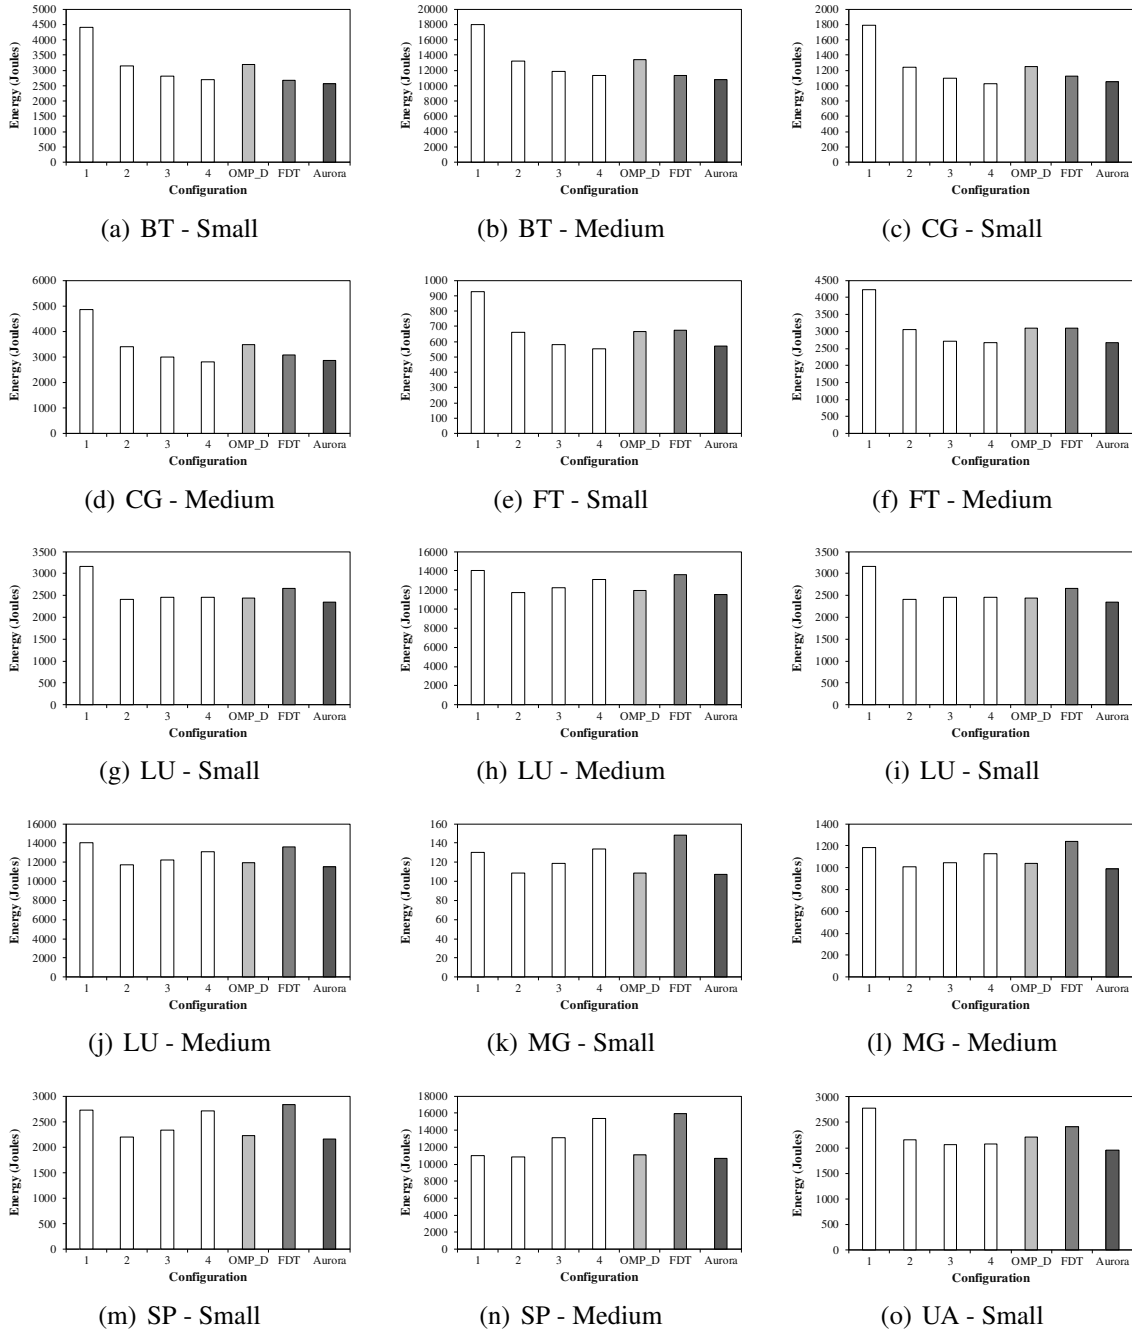 Energy (Joules)
5000
4500
4000
3500
3000
2500
2000
1500
1000
500
0
1 2 3 4 OMP_D FDT Aurora
Configuration
(a) BT - Small
Energy (Joules)
20000
18000
16000
14000
12000
10000
8000
6000
4000
2000
0
1 2 3 4 OMP_D FDT Aurora
Configuration
(b) BT - Medium
Energy (Joules)
2000
1800
1600
1400
1200
1000
800
600
400
200
0
1 2 3 4 OMP_D FDT Aurora
Configuration
(c) CG - Small
Energy (Joules)
6000
5000
4000
3000
2000
1000
0
1 2 3 4 OMP_D FDT Aurora
Configuration
(d) CG - Medium
Energy (Joules)
1000
900
800
700
600
500
400
300
200
100
0
1 2 3 4 OMP_D FDT Aurora
Configuration
(e) FT - Small
Energy (Joules)
4500
4000
3500
3000
2500
2000
1500
1000
500
0
1 2 3 4 OMP_D FDT Aurora
Configuration
(f) FT - Medium
Energy (Joules)
3500
3000
2500
2000
1500
1000
500
0
1 2 3 4 OMP_D FDT Aurora
Configuration
(g) LU - Small
Energy (Joules)
16000
14000
12000
10000
8000
6000
4000
2000
0
1 2 3 4 OMP_D FDT Aurora
Configuration
(h) LU - Medium
Energy (Joules)
3500
3000
2500
2000
1500
1000
500
0
1 2 3 4 OMP_D FDT Aurora
Configuration
(i) LU - Small
Energy (Joules)
16000
14000
12000
10000
8000
6000
4000
2000
0
1 2 3 4 OMP_D FDT Aurora
Configuration
(j) LU - Medium
Energy (Joules)
160
140
120
100
80
60
40
20
0
1 2 3 4 OMP_D FDT Aurora
Configuration
(k) MG - Small
Energy (Joules)
1400
1200
1000
800
600
400
200
0
1 2 3 4 OMP_D FDT Aurora
Configuration
(l) MG - Medium
Energy (Joules)
3000
2500
2000
1500
1000
500
0
1 2 3 4 OMP_D FDT Aurora
Configuration
(m) SP - Small
Energy (Joules)
18000
16000
14000
12000
10000
8000
6000
4000
2000
0
1 2 3 4 OMP_D FDT Aurora
Configuration
(n) SP - Medium
Energy (Joules)
3000
2500
2000
1500
1000
500
0
1 2 3 4 OMP_D FDT Aurora
Configuration
(o) UA - Small